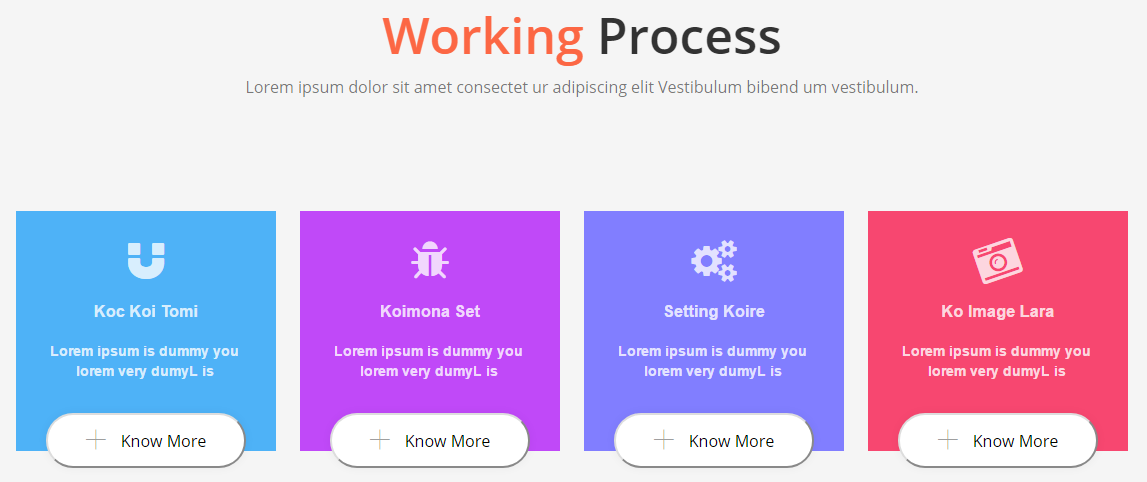 Working Process
Lorem ipsum dolor sit amet consectet ur adipiscing elit Vestibulum bibend um vestibulum.
Koc Koi Tomi
Lorem ipsum is dummy you
lorem very dumyL is
Know More
Koimona Set
Lorem ipsum is dummy you
lorem very dumyL is
Know More
Setting Koire
Lorem ipsum is dummy you
lorem very dumyL is
Know More
Ko Image Lara
Lorem ipsum is dummy you
lorem very dumyL is
Know More